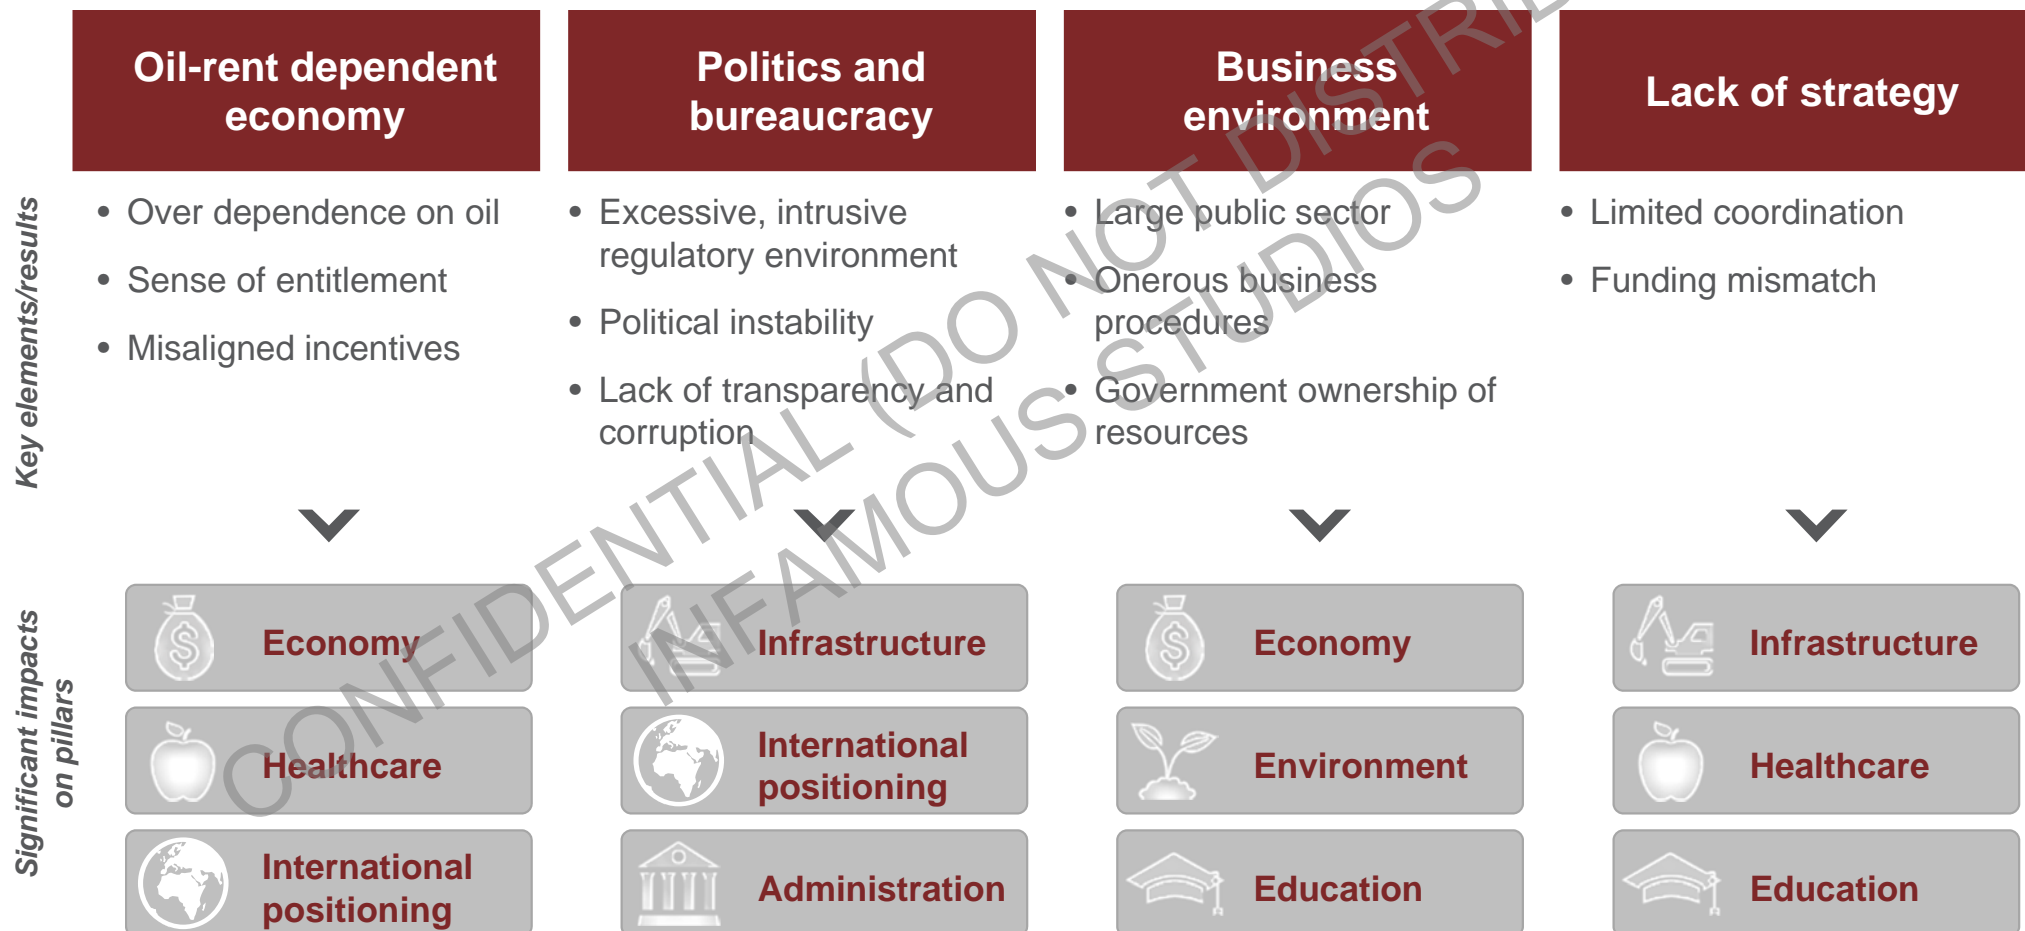 Oil-rent dependent
economy
Politics and
bureaucracy
Business
environment
Lack of strategy
Key elements/results
• Over dependence on oil
• Sense of entitlement
• Misaligned incentives
• Excessive, intrusive
regulatory environment
• Political instability
• Lack of transparency and
corruption
• Large public sector
• Onerous business
procedures
• Government ownership of
resources
• Limited coordination
• Funding mismatch
Significant impacts
on pillars
$
Economy
Healthcare
International
positioning
Infrastructure
International
positioning
Administration
$
Economy
Environment
Education
Infrastructure
Healthcare
Education
CONFIDENTIAL (DO NOT
INFAMOUS STUDIOS